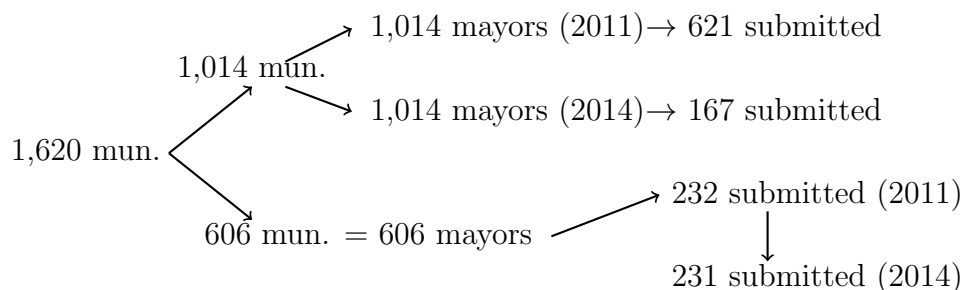 1,014 mayors (2011)→ 621 submitted
1,014 mun.
1,014 mayors (2014)→ 167 submitted
1,620 mun.
232 submitted (2011)
606 mun. = 606 mayors
231 submitted (2014)